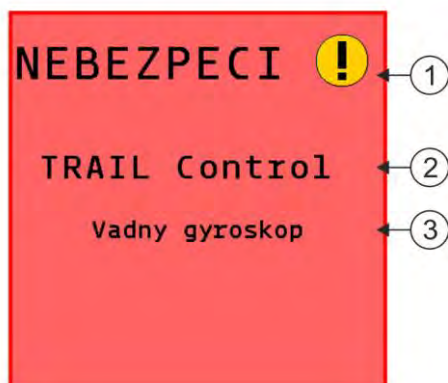 NEBEZPECI !
1
TRAIL Control
2
Vadny gyroskop
3